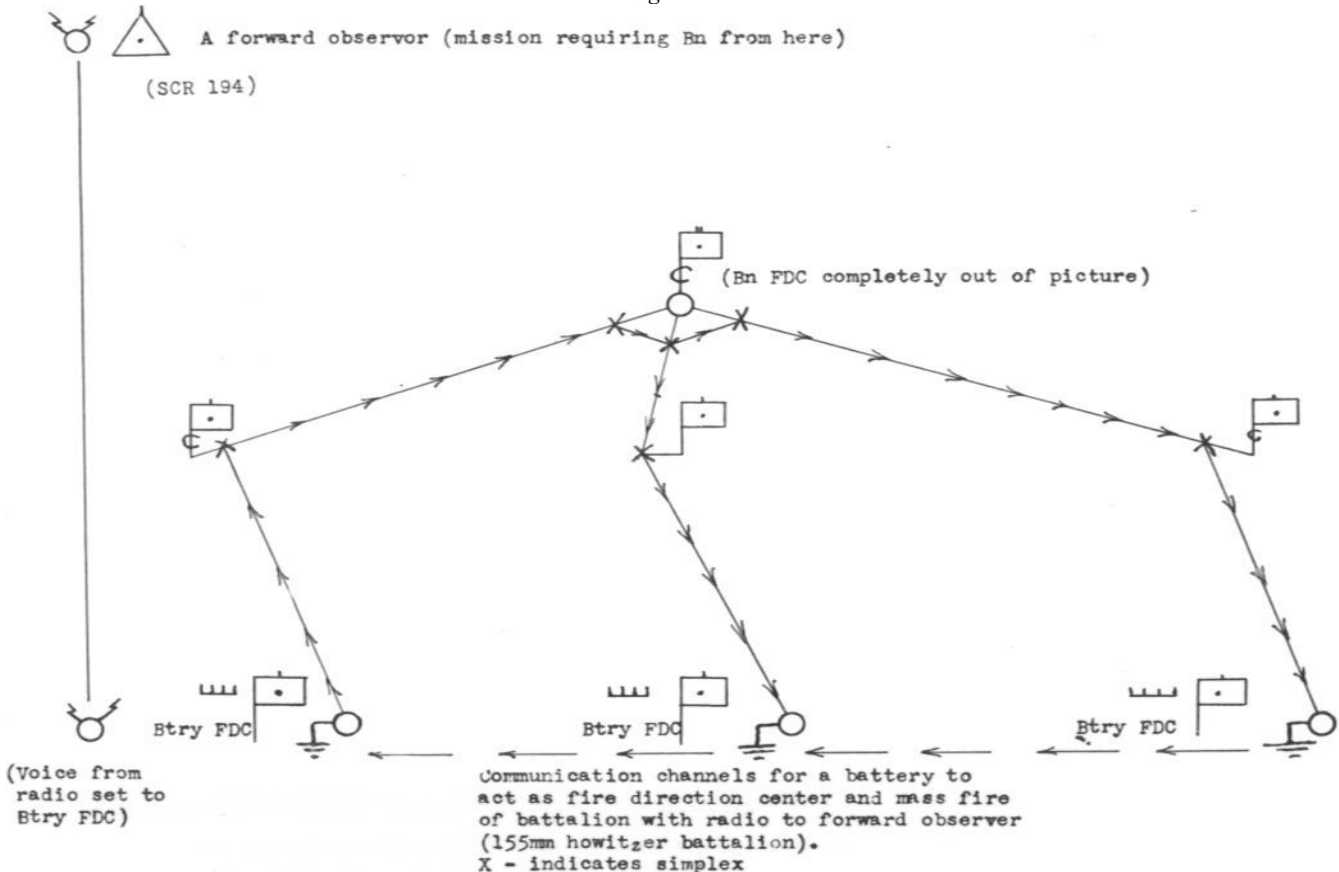 A forward observor (mission requiring Bn from here)
(SCR 194)
C (Bn FDC completely out of picture)
C
C
Btry FDC
Btry FDC
Btry FDC
(Voice from
radio set to
Btry FDC)
Communication channels for a battery to
act as fire direction center and mass fire
of battalion with radio to forward observer
(155mm howitzer battalion).
X - indicates simplex